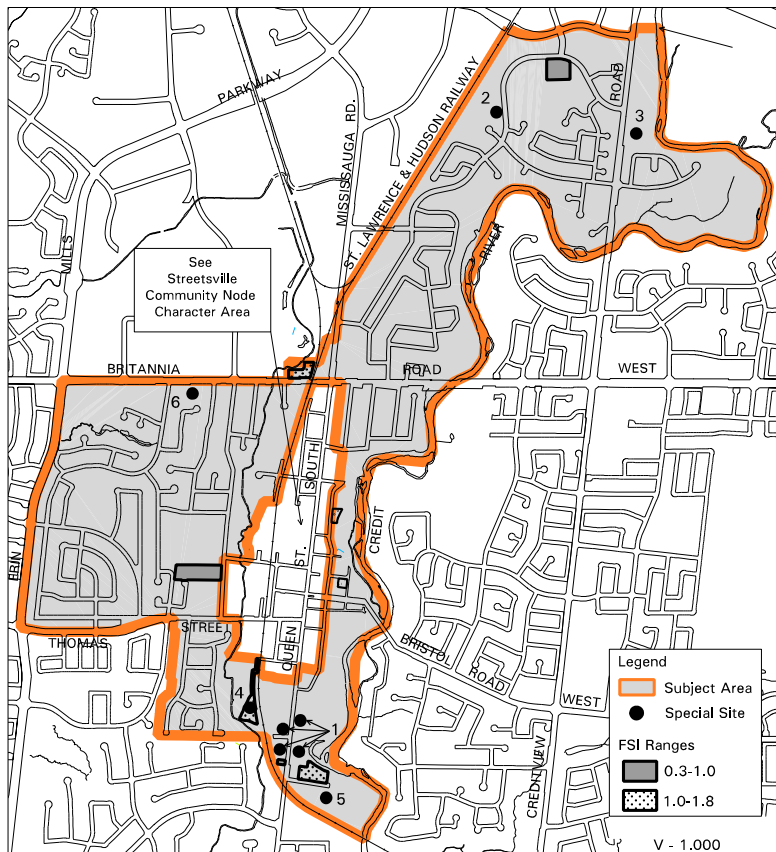 PARKWAY
MISSISSAUGA RD.
ST. LAWRENCE & HUDSON RAILWAY
ROAD
2
3
MILLS
See
Streetsville
Community Node
Character Area
RIVER
BRITANNIA
ROAD
WEST
6
SOUTH
CREDIT
ST.
ERIN
THOMAS
STREET
QUEEN
BRISTOL
ROAD
WEST
4
1
5
CREDITVIEW
Legend
Subject Area
Special Site
FSI Ranges
0.3-1.0
1.0-1.8
V - 1.000